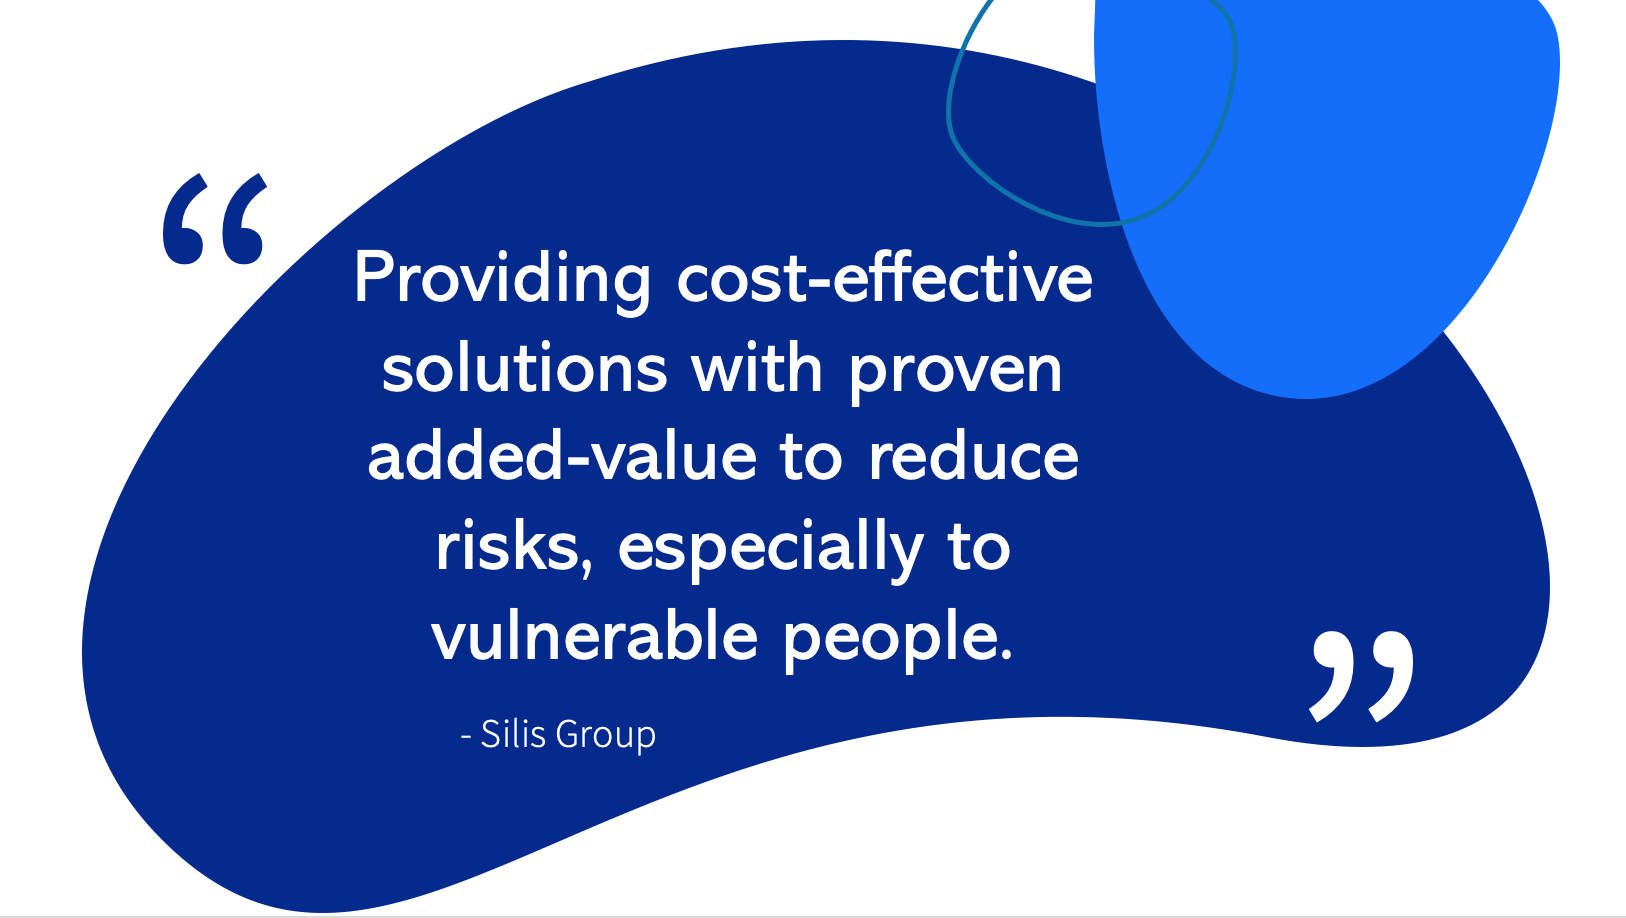 “
Providing cost-effective
solutions with proven
added-value to reduce
risks, especially to
vulnerable people.
”
- Silis Group